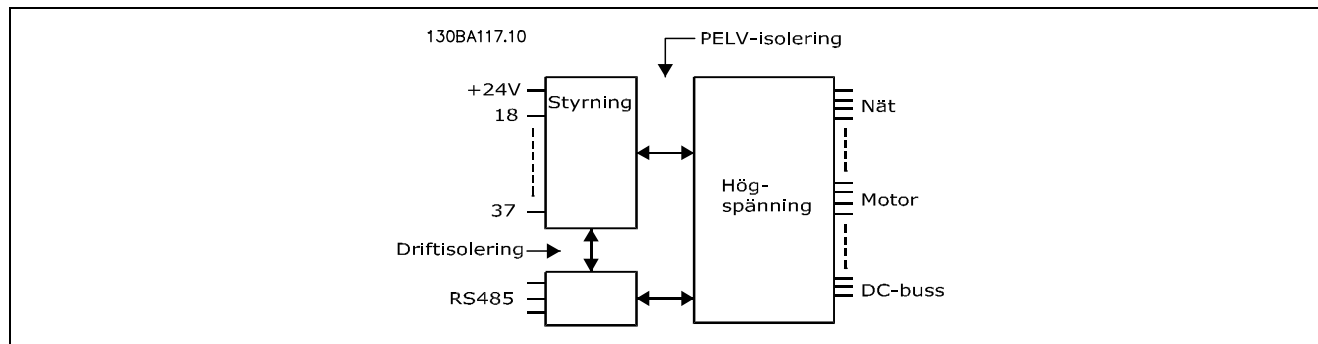 130BA117.10
PELV-isolering
+24V
Styrning
18
37
Nät
Hög-
spänning
Motor
Driftisolering
RS485
DC-buss